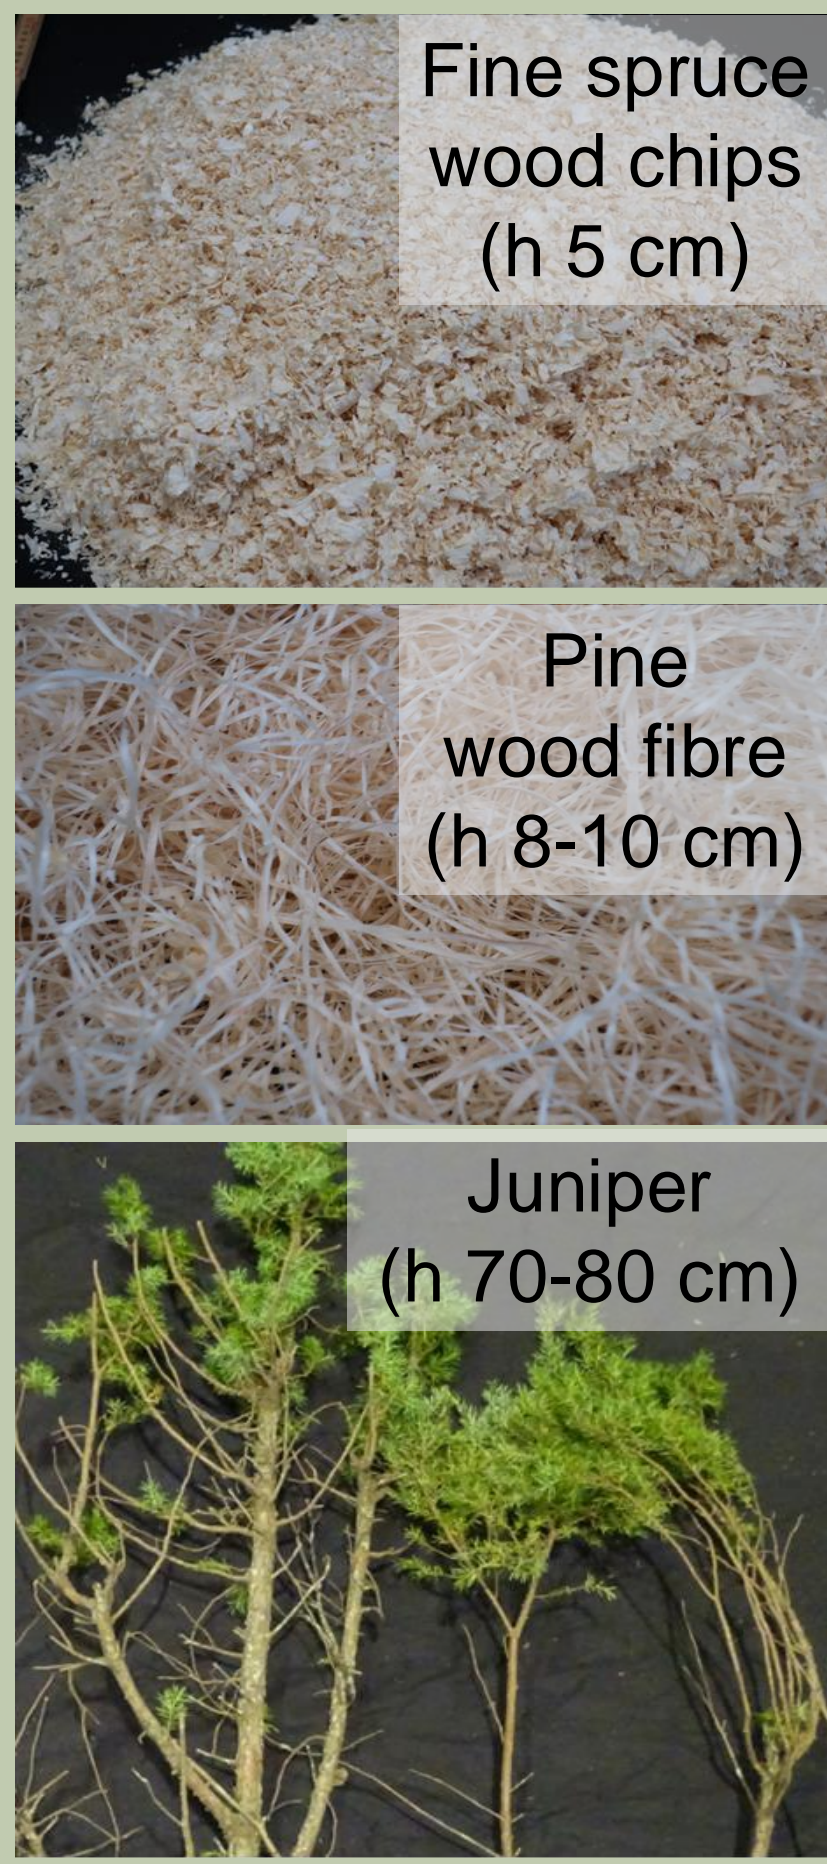 Fine spruce
wood chips
(h 5 cm)
Pine
wood fibre
(h 8-10 cm)
Juniper
(h 70-80 cm)